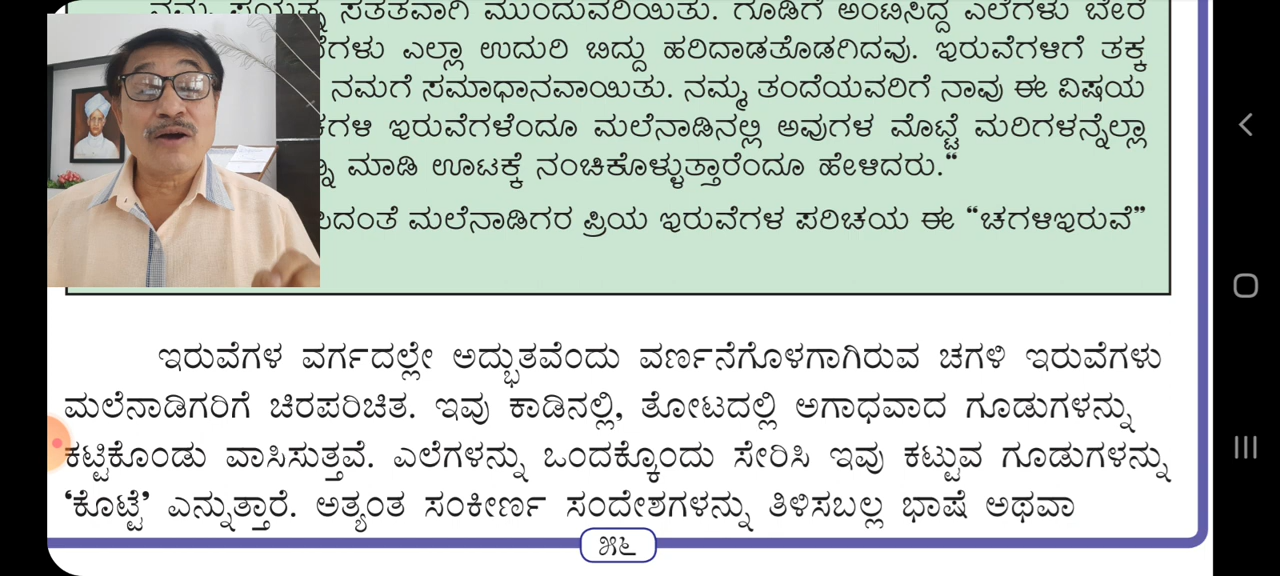 ಸತತವಾಗಿ ಮುಂದುವರಿಯಿತು. ಗೂಡಿಗೆ ಅಂಟಿಸಿದ್ದ ಎಲೆಗಳು ಬೇರೆ
ಎಲ್ಲಾ ಉದುರಿ ಬಿದ್ದು ಹರಿದಾಡತೊಡಗಿದವು. ಇರುವೆಗಳಿಗೆ ತಕ್ಕ
ನಮಗೆ ಸಮಾಧಾನವಾಯಿತು. ನಮ್ಮ ತಂದೆಯವರಿಗೆ ನಾವು ಈ ವಿಷಯ
ಇರುವೆಗಳೆಂದೂ ಮಲೆನಾಡಿನಲ್ಲಿ ಅವುಗಳ ಮೊಟ್ಟೆ ಮರಿಗಳನ್ನೆಲ್ಲಾ
ಮಾಡಿ ಊಟಕ್ಕೆ ನಂಚಿಕೊಳ್ಳುತ್ತಾರೆಂದೂ ಹೇಳಿದರು.“
ಮಲೆನಾಡಿಗರ ಪ್ರಿಯ ಇರುವೆಗಳ ಪರಿಚಯ ಈ “ಚಗಳಿಇರುವೆ”
ಇರುವೆಗಳ ವರ್ಗದಲ್ಲೇ ಅದ್ಭುತವೆಂದು ವರ್ಣನೆಗೊಳಗಾಗಿರುವ ಚಗಳಿ ಇರುವೆಗಳು
ಮಲೆನಾಡಿಗರಿಗೆ ಚಿರಪರಿಚಿತ. ಇವು ಕಾಡಿನಲ್ಲಿ, ತೋಟದಲ್ಲಿ ಅಗಾಧವಾದ ಗೂಡುಗಳನ್ನು
ಕಟ್ಟಿಕೊಂಡು ವಾಸಿಸುತ್ತವೆ. ಎಲೆಗಳನ್ನು ಒಂದಕ್ಕೊಂದು ಸೇರಿಸಿ ಇವು ಕಟ್ಟುವ ಗೂಡುಗಳನ್ನು
‘ಕೊಟ್ಟೆ’ ಎನ್ನುತ್ತಾರೆ. ಅತ್ಯಂತ ಸಂಕೀರ್ಣ ಸಂದೇಶಗಳನ್ನು ತಿಳಿಸಬಲ್ಲ ಭಾಷೆ ಅಥವಾ
೫೬